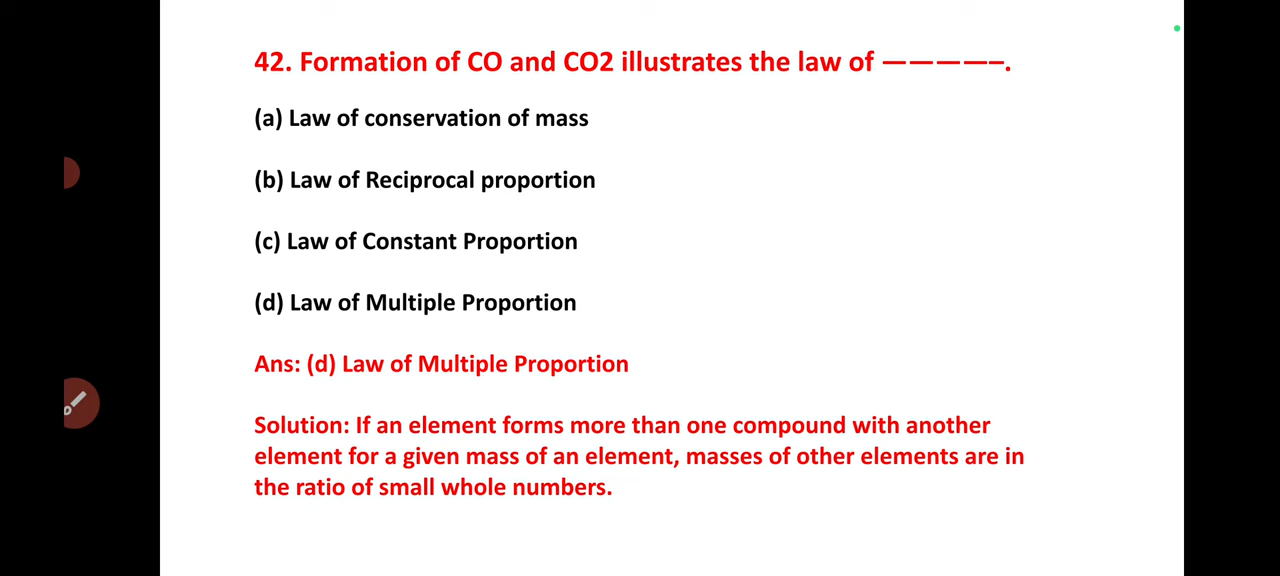 42. Formation of CO and CO2 illustrates the law of —————.
(a) Law of conservation of mass
(b) Law of Reciprocal proportion
(c) Law of Constant Proportion
(d) Law of Multiple Proportion
Ans: (d) Law of Multiple Proportion
Solution: If an element forms more than one compound with another
element for a given mass of an element, masses of other elements are in
the ratio of small whole numbers.